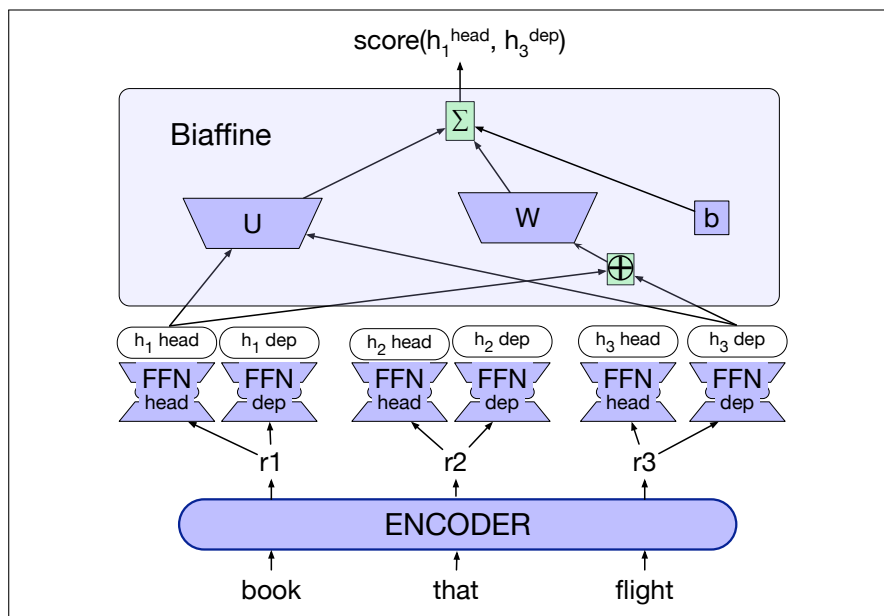 score(h₁ʰᵉᵃᵈ, h₃ᵈᵉᵖ)
Σ
Biaffine
U W b
⊕
h₁ head h₁ dep h₂ head h₂ dep h₃ head h₃ dep
FFN FFN FFN FFN FFN FFN
head dep head dep head dep
r1 r2 r3
ENCODER
book that flight